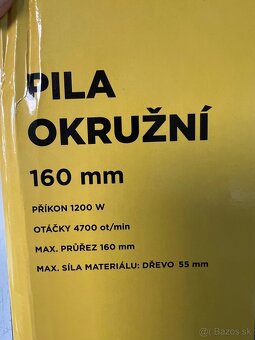 PILA
OKRUŽNÍ
160 mm
PŘÍKON 1200 W
OTÁČKY 4700 ot/min
MAX. PRŮŘEZ 160 mm
MAX. SÍLA MATERIÁLU: DŘEVO 55 mm
Bazos.sk